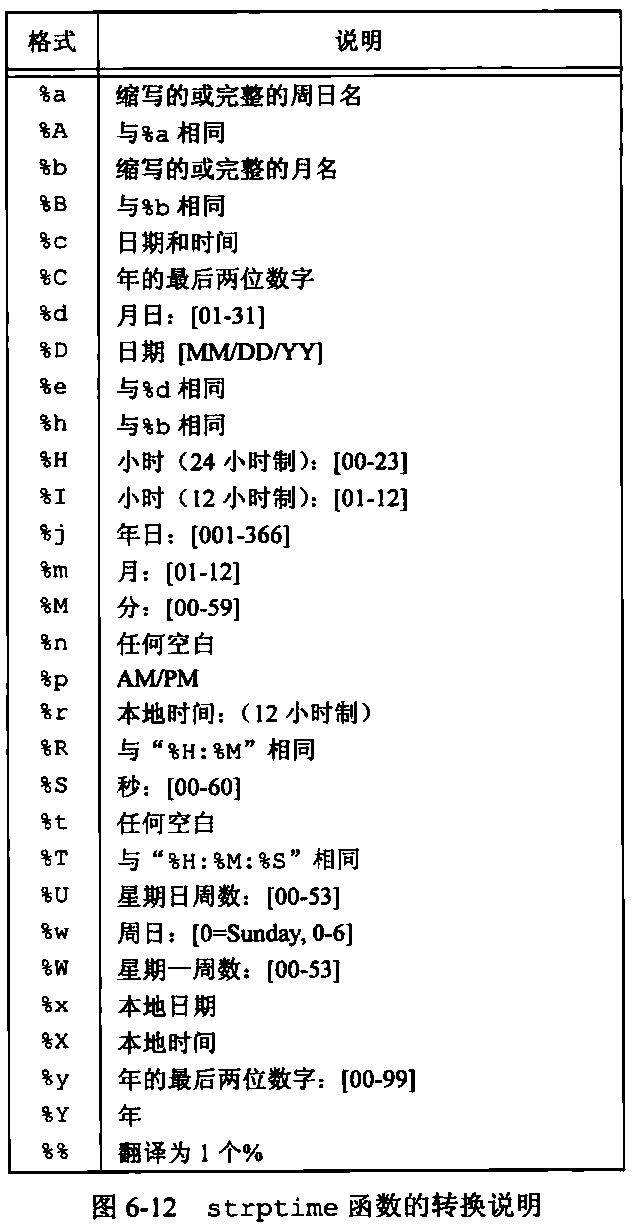 格式 说明
%a 缩写的或完整的周日名
%A 与%a 相同
%b 缩写的或完整的月名
%B 与%b 相同
%c 日期和时间
%C 年的最后两位数字
%d 月日：[01-31]
%D 日期 [MM/DD/YY]
%e 与%d 相同
%h 与%b 相同
%H 小时（24 小时制）：[00-23]
%I 小时（12 小时制）：[01-12]
%j 年日：[001-366]
%m 月：[01-12]
%M 分：[00-59]
%n 任何空白
%p AM/PM
%r 本地时间：（12 小时制）
%R 与“%H:%M”相同
%S 秒：[00-60]
%t 任何空白
%T 与“%H:%M:%S”相同
%U 星期日周数：[00-53]
%w 周日：[0=Sunday, 0-6]
%W 星期一周数：[00-53]
%x 本地日期
%X 本地时间
%y 年的最后两位数字：[00-99]
%Y 年
%% 翻译为 1 个%
图 6-12 strptime 函数的转换说明